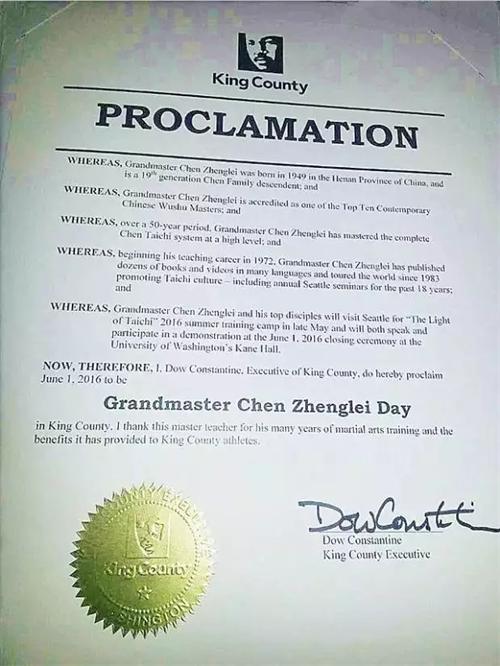 King County
PROCLAMATION
WHEREAS, Grandmaster Chen Zhenglei was born in 1949 in the Henan Province of China, and
is a 19th generation Chen Family descendent; and
WHEREAS, Grandmaster Chen Zhenglei is accredited as one of the Top Ten Contemporary
Chinese Wushu Masters; and
WHEREAS, over a 50-year period, Grandmaster Chen Zhenglei has mastered the complete
Chen Taichi system at a high level; and
WHEREAS, beginning his teaching career in 1972, Grandmaster Chen Zhenglei has published
dozens of books and videos in many languages and toured the world since 1983
promoting Taichi culture – including annual Seattle seminars for the past 18 years;
and
WHEREAS, Grandmaster Chen Zhenglei and his top disciples will visit Seattle for “The Light
of Taichi” 2016 summer training camp in late May and will both speak and
participate in a demonstration at the June 1, 2016 closing ceremony at the
University of Washington's Kane Hall.
NOW, THEREFORE, I, Dow Constantine, Executive of King County, do hereby proclaim
June 1, 2016 to be
Grandmaster Chen Zhenglei Day
in King County. I thank this master teacher for his many years of martial arts training and the
benefits it has provided to King County athletes.
Dow Constantine
King County Executive
King County